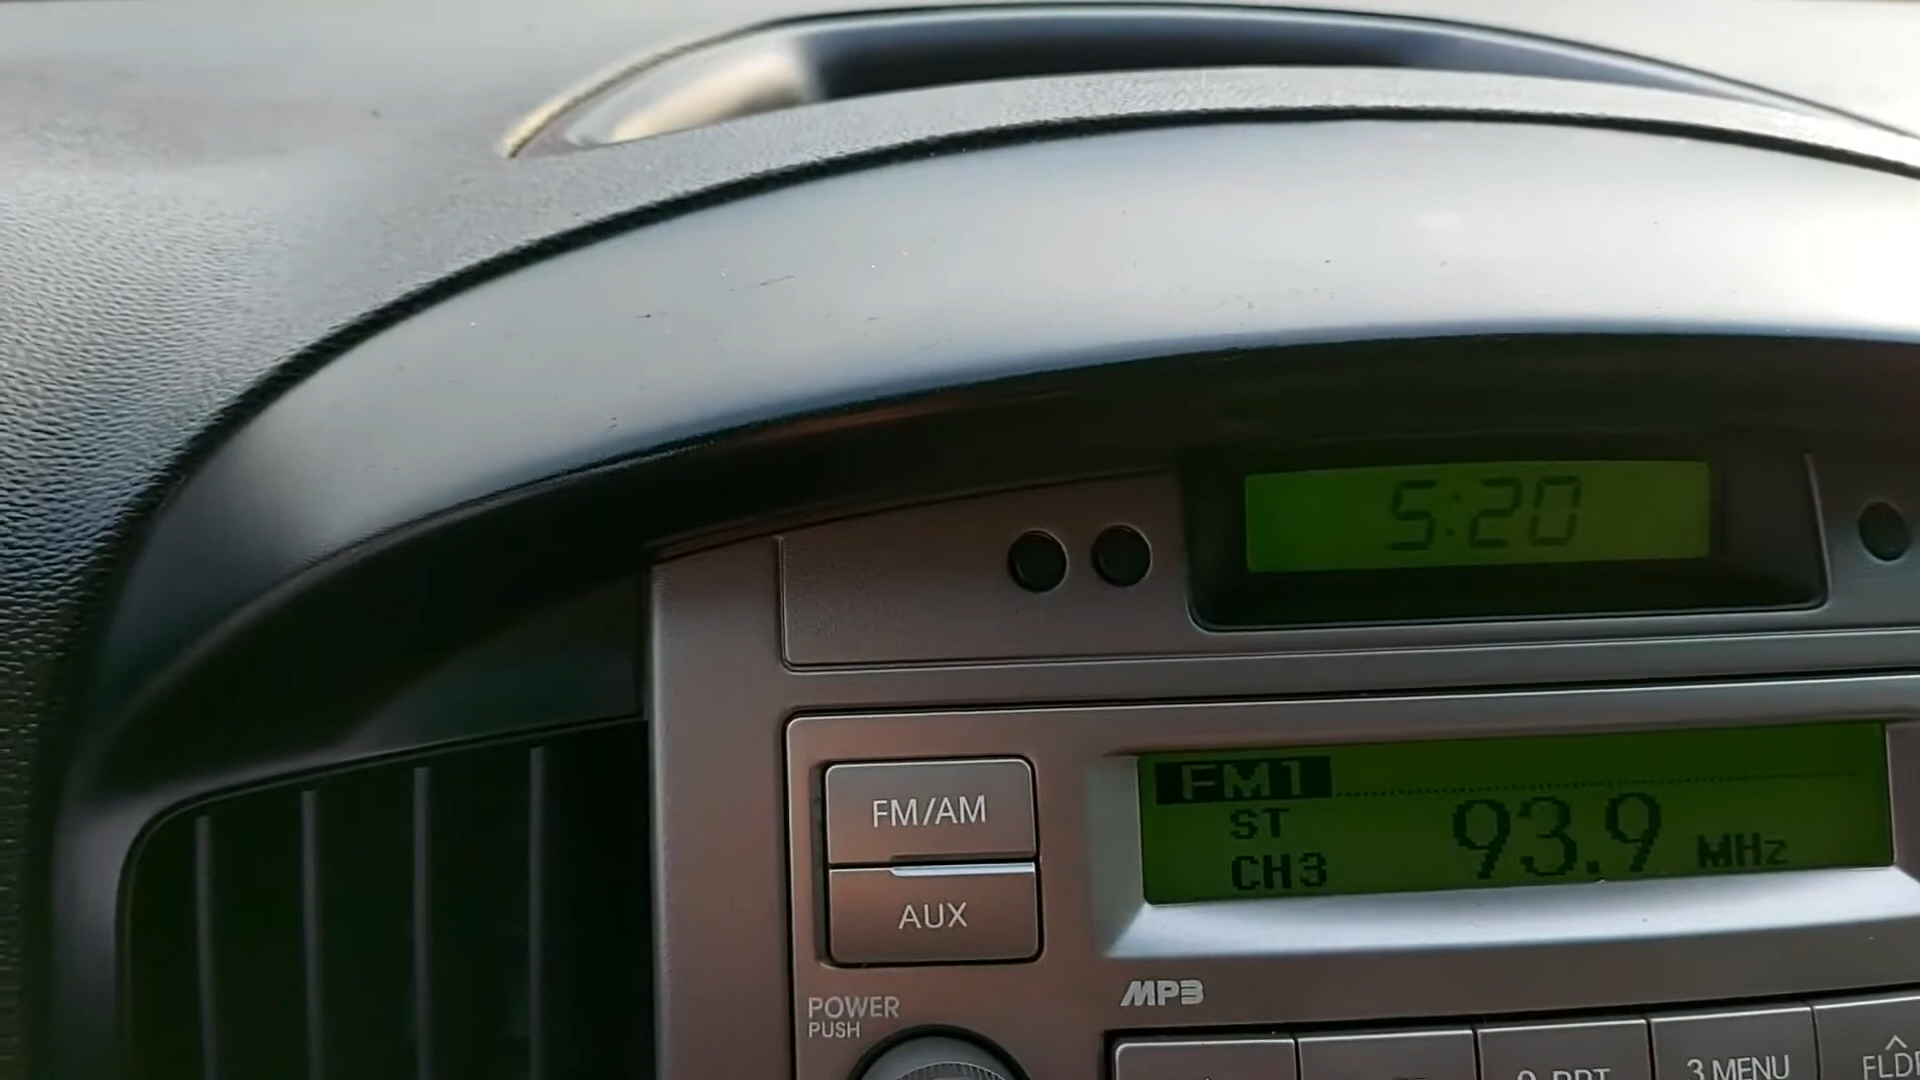 5:20
FM1
ST
CH3
93.9 MHz
FM/AM
AUX
MP3
POWER
PUSH
3 MENU